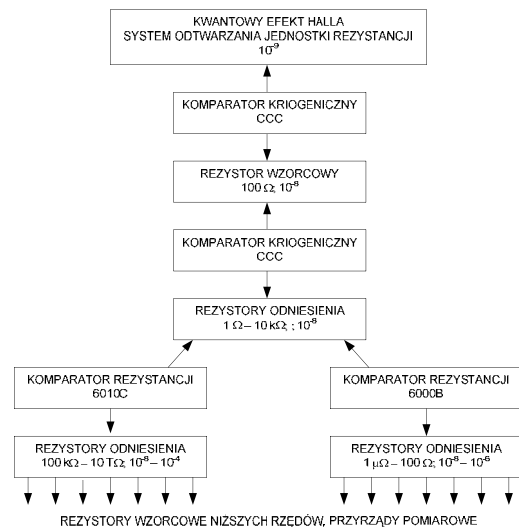 KWANTOWY EFEKT HALLA
SYSTEM ODTWARZANIA JEDNOSTKI REZYSTANCJI
10⁻⁹
KOMPARATOR KRIOGENICZNY
CCC
REZYSTOR WZORCOWY
100 Ω; 10⁻⁸
KOMPARATOR KRIOGENICZNY
CCC
REZYSTORY ODNIESIENIA
1 Ω – 10 kΩ; ; 10⁻⁸
KOMPARATOR REZYSTANCJI
6010C
KOMPARATOR REZYSTANCJI
6000B
REZYSTORY ODNIESIENIA
100 kΩ – 10 TΩ; 10⁻⁸ – 10⁻⁴
REZYSTORY ODNIESIENIA
1 μΩ – 100 Ω; 10⁻⁸ – 10⁻⁶
REZYSTORY WZORCOWE NIŻSZYCH RZĘDÓW, PRZYRZĄDY POMIAROWE